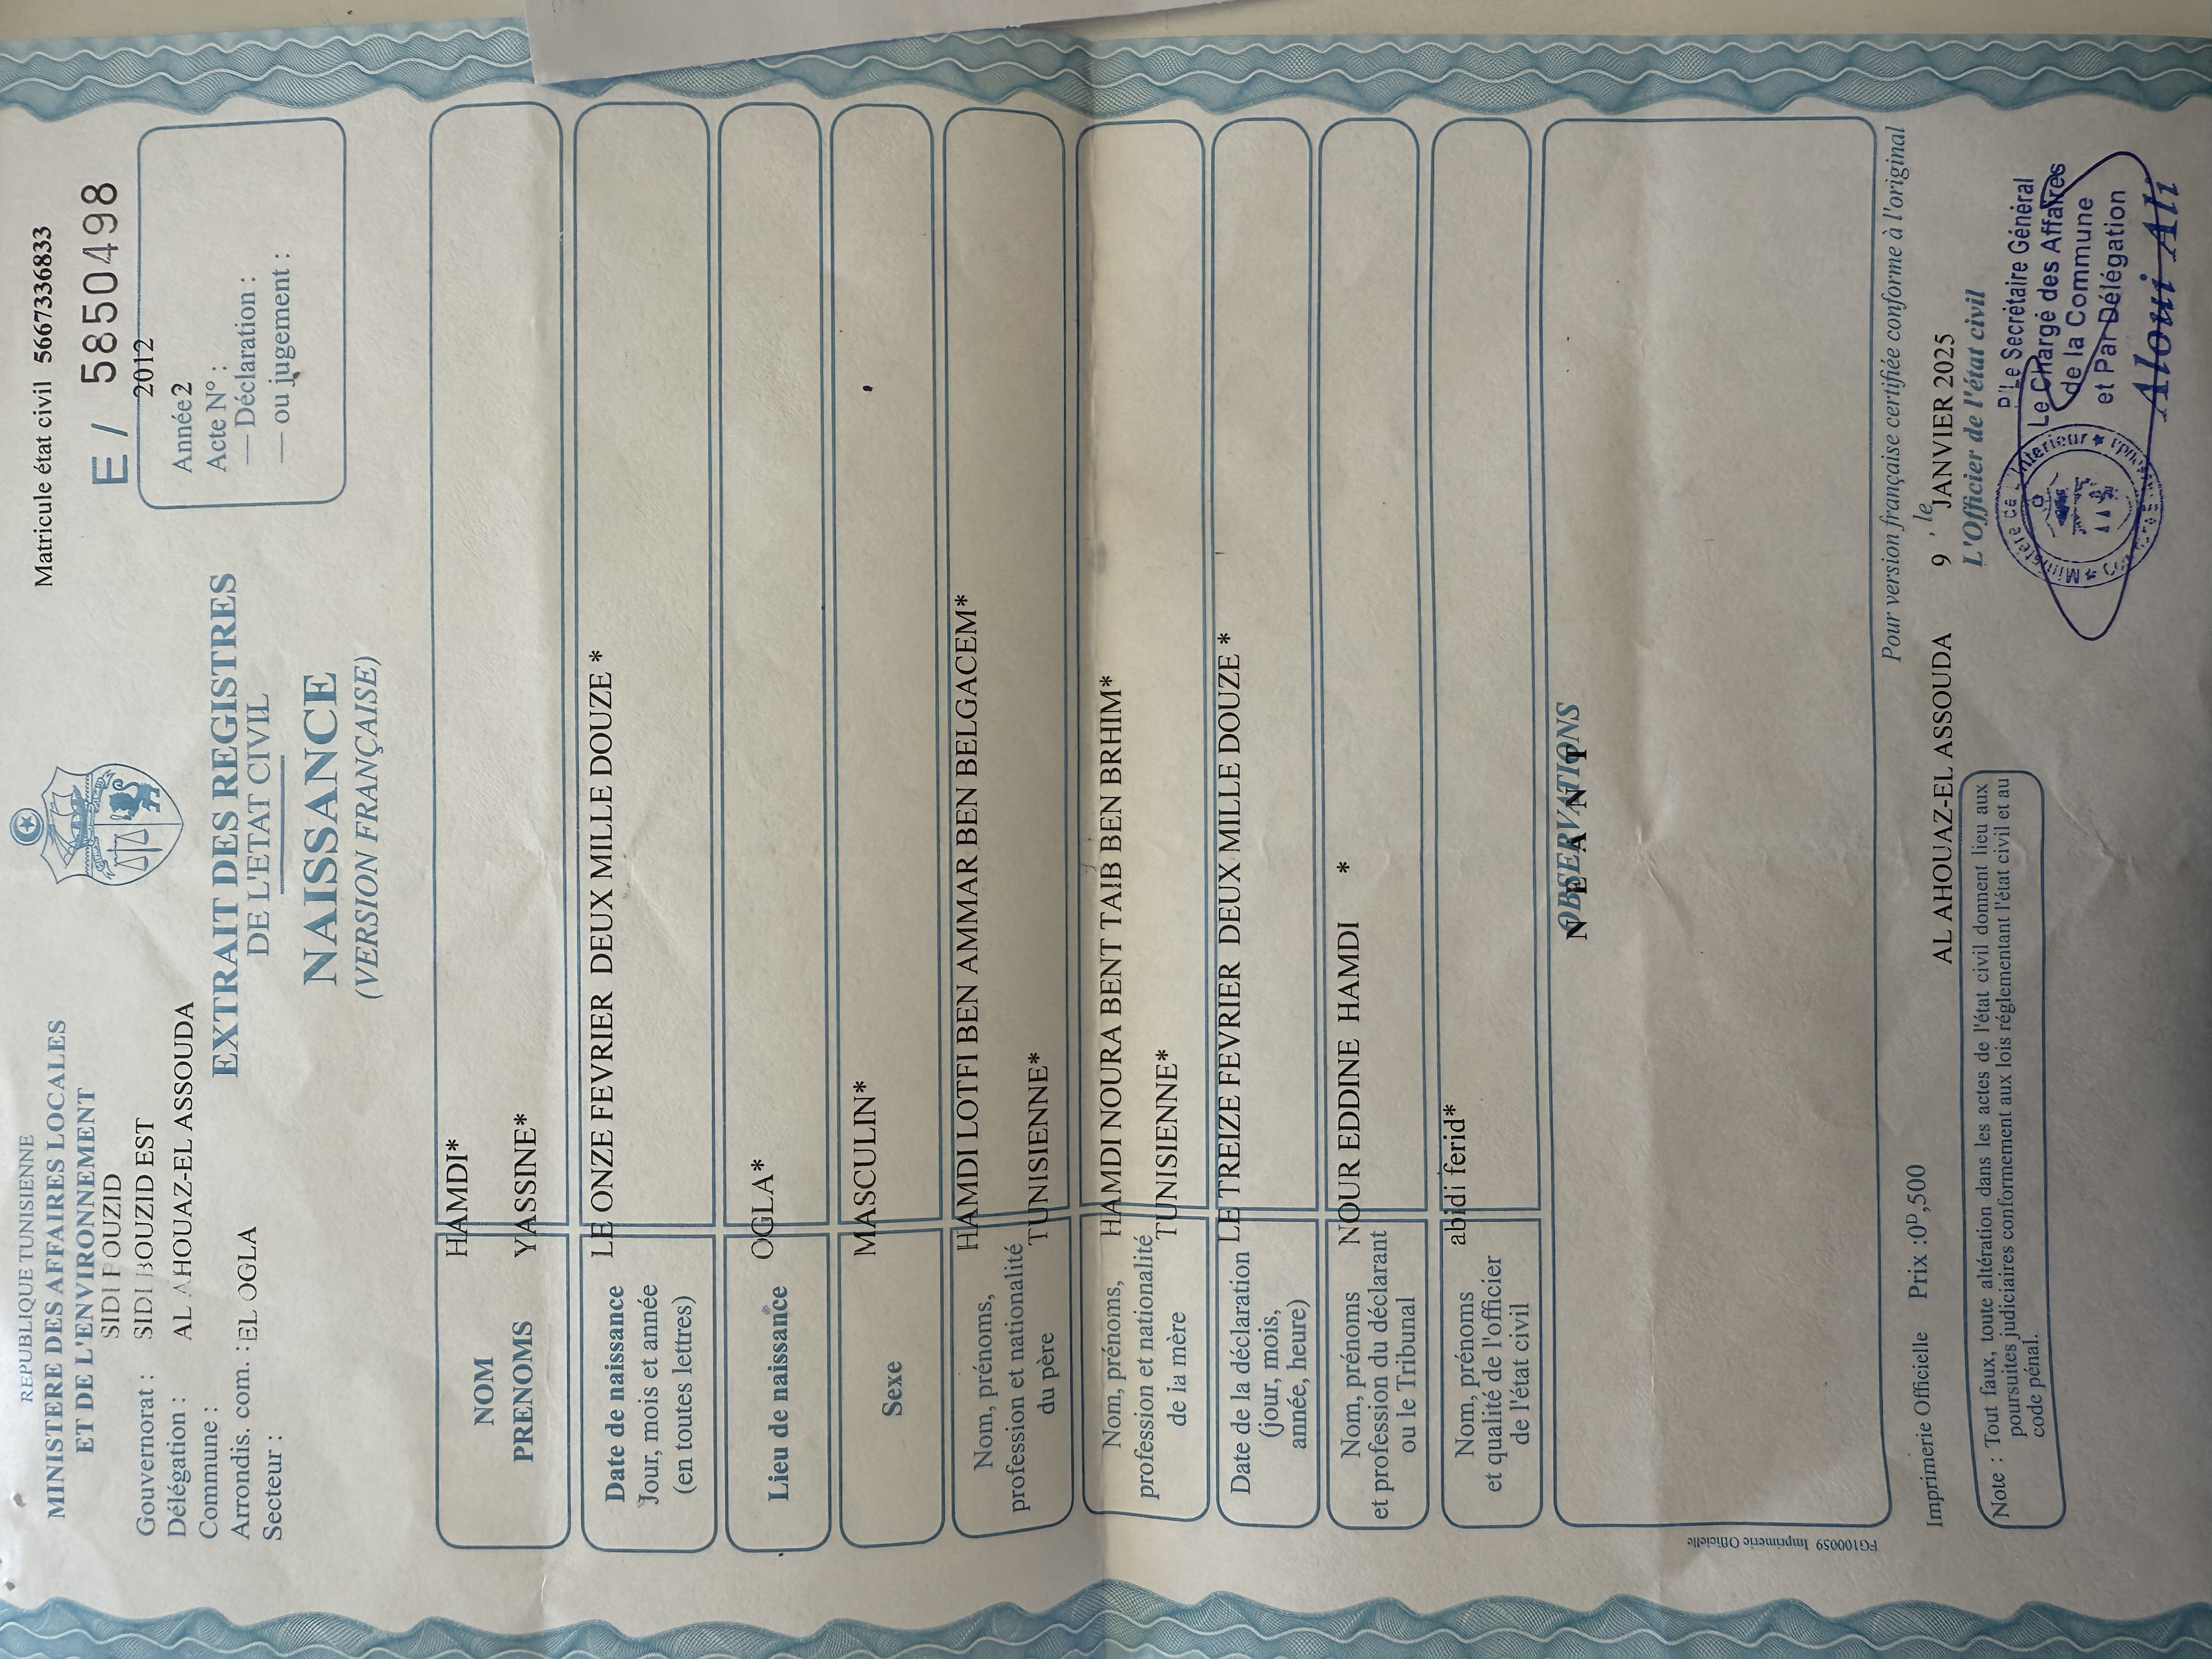 REPUBLIQUE TUNISIENNE
MINISTERE DES AFFAIRES LOCALES
ET DE L'ENVIRONNEMENT
SIDI BOUZID
Gouvernorat : SIDI BOUZID EST
Délégation : AL AHOUAZ-EL ASSOUDA
Commune :
Arrondis. com. : EL OGLA
Secteur :
Matricule état civil 56673336833
E / 5850498
2012
Année 2
Acte N° :
— Déclaration :
— ou jugement :
EXTRAIT DES REGISTRES
DE L'ETAT CIVIL
NAISSANCE
(VERSION FRANÇAISE)
NOM HAMDI*
PRENOMS YASSINE*
Date de naissance LE ONZE FEVRIER DEUX MILLE DOUZE *
Jour, mois et année
(en toutes lettres)
Lieu de naissance OGLA*
Sexe MASCULIN*
Nom, prénoms, HAMDI LOTFI BEN AMMAR BEN BELGACEM*
profession et nationalité
du père TUNISIENNE*
Nom, prénoms, HAMDI NOURA BENT TAIB BEN BRHIM*
profession et nationalité
de la mère TUNISIENNE*
Date de la déclaration LE TREIZE FEVRIER DEUX MILLE DOUZE *
(jour, mois,
année, heure)
Nom, prénoms NOUR EDDINE HAMDI *
et profession du déclarant
ou le Tribunal
Nom, prénoms abidi ferid*
et qualité de l'officier
de l'état civil
OBSERVATIONS
N E A N T
FG100059 Imprimerie Officielle
Pour version française certifiée conforme à l'original
Imprimerie Officielle Prix :0ᴰ,500
AL AHOUAZ-EL ASSOUDA 9 , le JANVIER 2025
L'Officier de l'état civil
Note : Tout faux, toute altération dans les actes de l'état civil donnent lieu aux
poursuites judiciaires conformement aux lois réglementant l'état civil et au
code pénal.
P/Le Secrétaire Général
Le Chargé des Affaires
de la Commune
et Par Délégation
Aloui Ali
Ministère de L'Interieur